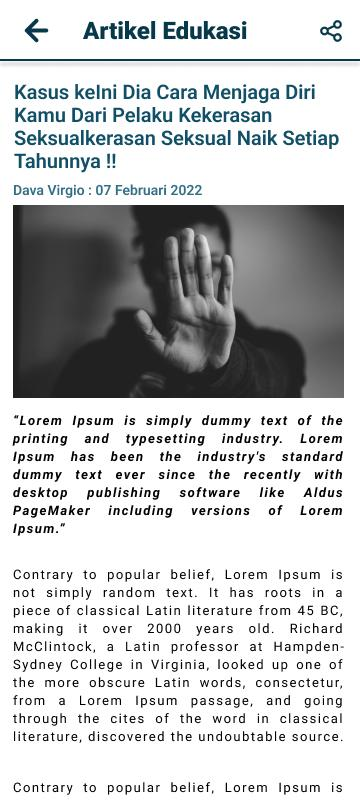 Artikel Edukasi
Kasus keIni Dia Cara Menjaga Diri
Kamu Dari Pelaku Kekerasan
Seksualkerasan Seksual Naik Setiap
Tahunnya !!
Dava Virgio : 07 Februari 2022
“Lorem Ipsum is simply dummy text of the
printing and typesetting industry. Lorem
Ipsum has been the industry's standard
dummy text ever since the recently with
desktop publishing software like Aldus
PageMaker including versions of Lorem
Ipsum.”
Contrary to popular belief, Lorem Ipsum is
not simply random text. It has roots in a
piece of classical Latin literature from 45 BC,
making it over 2000 years old. Richard
McClintock, a Latin professor at Hampden-
Sydney College in Virginia, looked up one of
the more obscure Latin words, consectetur,
from a Lorem Ipsum passage, and going
through the cites of the word in classical
literature, discovered the undoubtable source.
Contrary to popular belief, Lorem Ipsum is